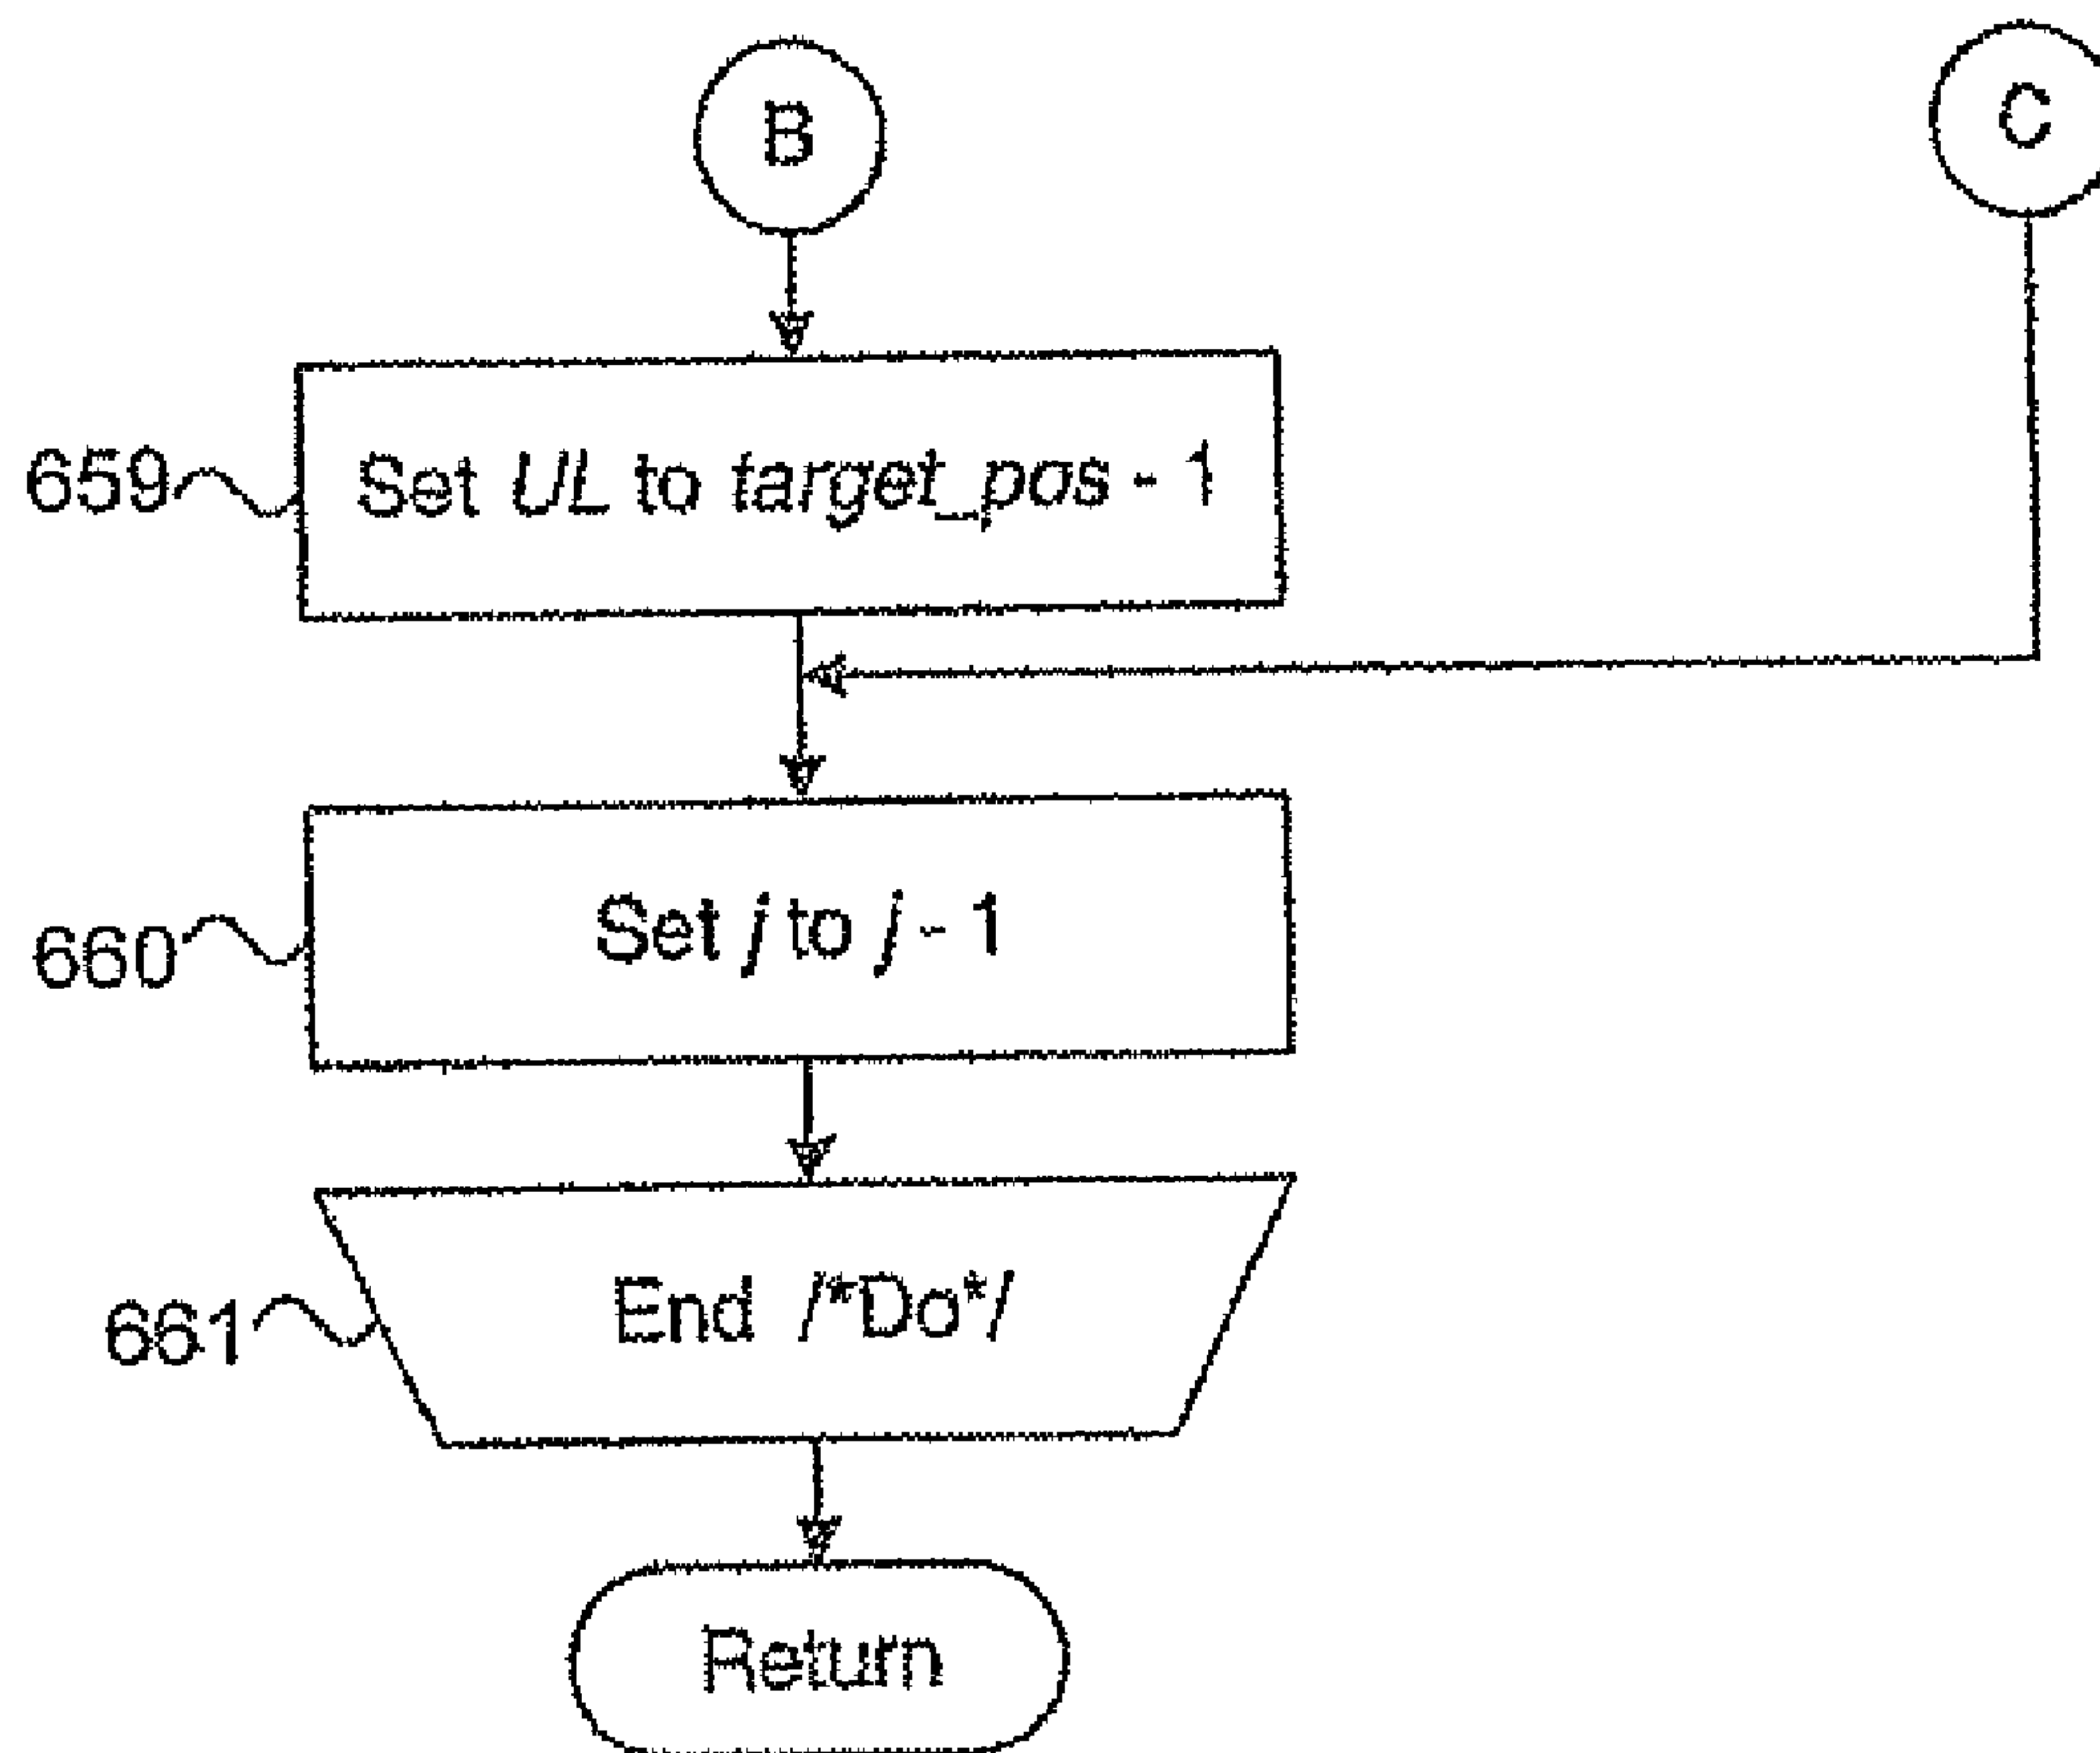 B
C
659
Set UL to target_pos - 1
660
Set j to j - 1
661
End /*Do*/
Return